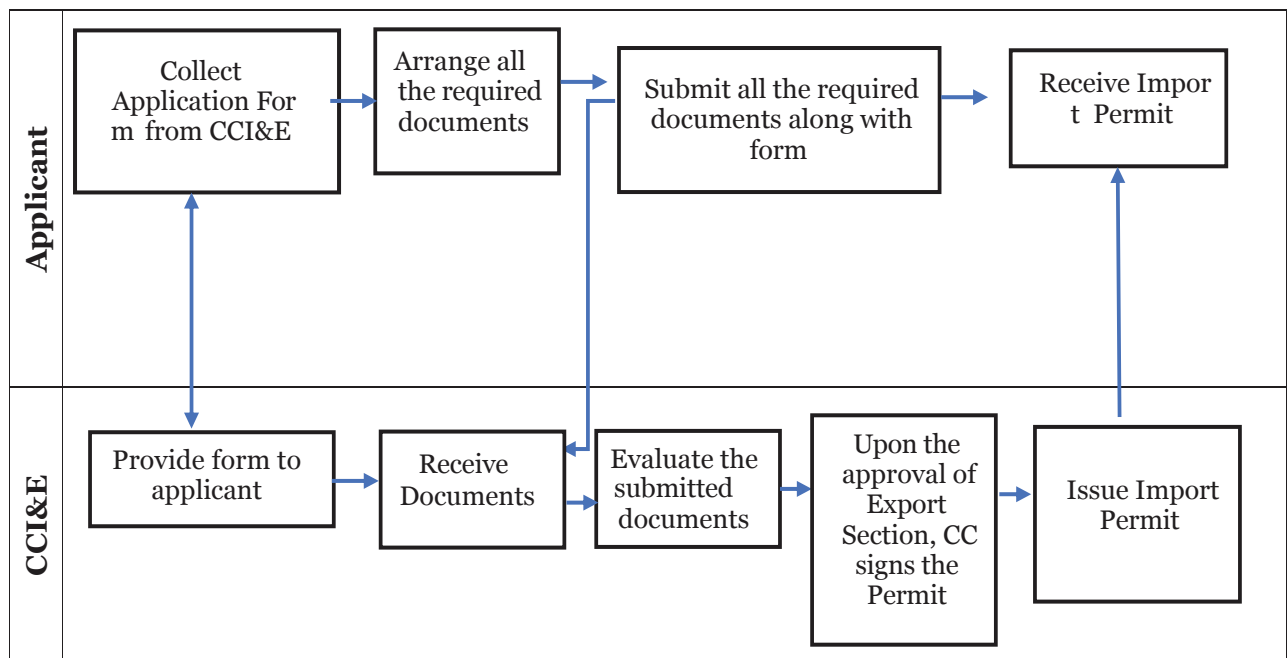 Applicant
Collect
Application For
m from CCI&E
Arrange all
the required
documents
Submit all the required
documents along with
form
Receive Impor
t Permit
CCI&E
Provide form to
applicant
Receive
Documents
Evaluate the
submitted
documents
Upon the
approval of
Export
Section, CC
signs the
Permit
Issue Import
Permit